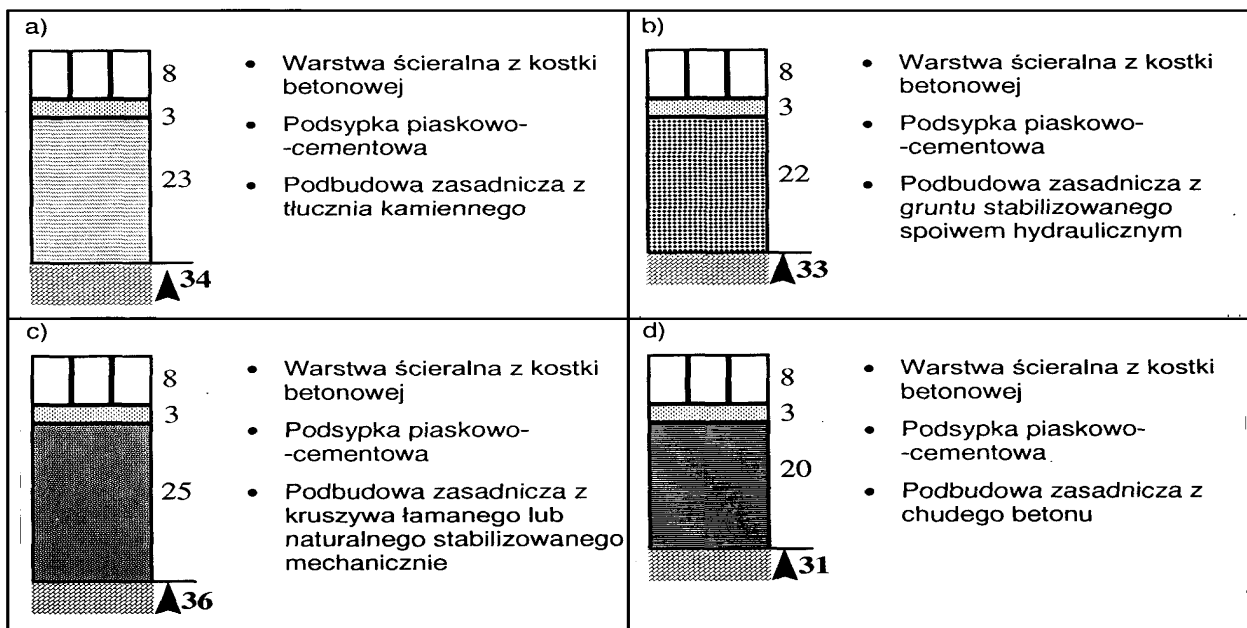 a)
8
3
23
34
• Warstwa ścieralna z kostki
betonowej
• Podsypka piaskowo-
-cementowa
• Podbudowa zasadnicza z
tłucznia kamiennego
b)
8
3
22
33
• Warstwa ścieralna z kostki
betonowej
• Podsypka piaskowo-
-cementowa
• Podbudowa zasadnicza z
gruntu stabilizowanego
spoiwem hydraulicznym
c)
8
3
25
36
• Warstwa ścieralna z kostki
betonowej
• Podsypka piaskowo-
-cementowa
• Podbudowa zasadnicza z
kruszywa łamanego lub
naturalnego stabilizowanego
mechanicznie
d)
8
3
20
31
• Warstwa ścieralna z kostki
betonowej
• Podsypka piaskowo-
-cementowa
• Podbudowa zasadnicza z
chudego betonu